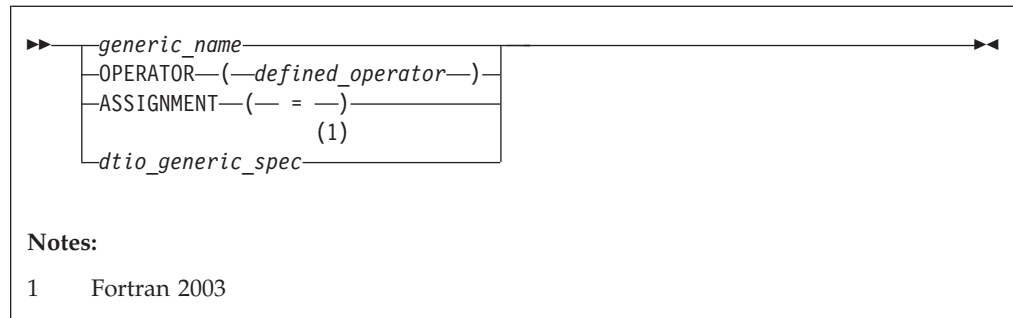 generic_name
OPERATOR ( defined_operator )
ASSIGNMENT ( = )
(1)
dtio_generic_spec
Notes:
1 Fortran 2003